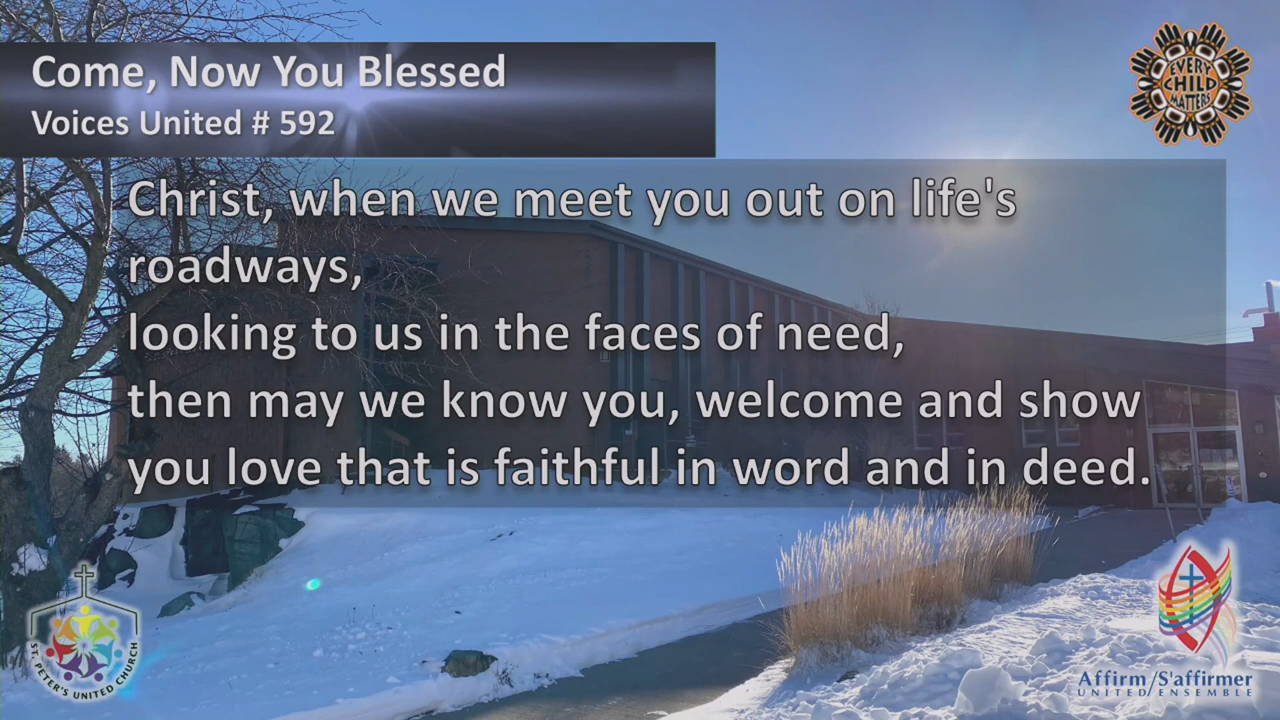 Come, Now You Blessed
Voices United # 592
EVERY
CHILD
MATTERS
Christ, when we meet you out on life's
roadways,
looking to us in the faces of need,
then may we know you, welcome and show
you love that is faithful in word and in deed.
ST. PETER'S UNITED CHURCH
Affirm/S'affirmer
UNITED/ENSEMBLE